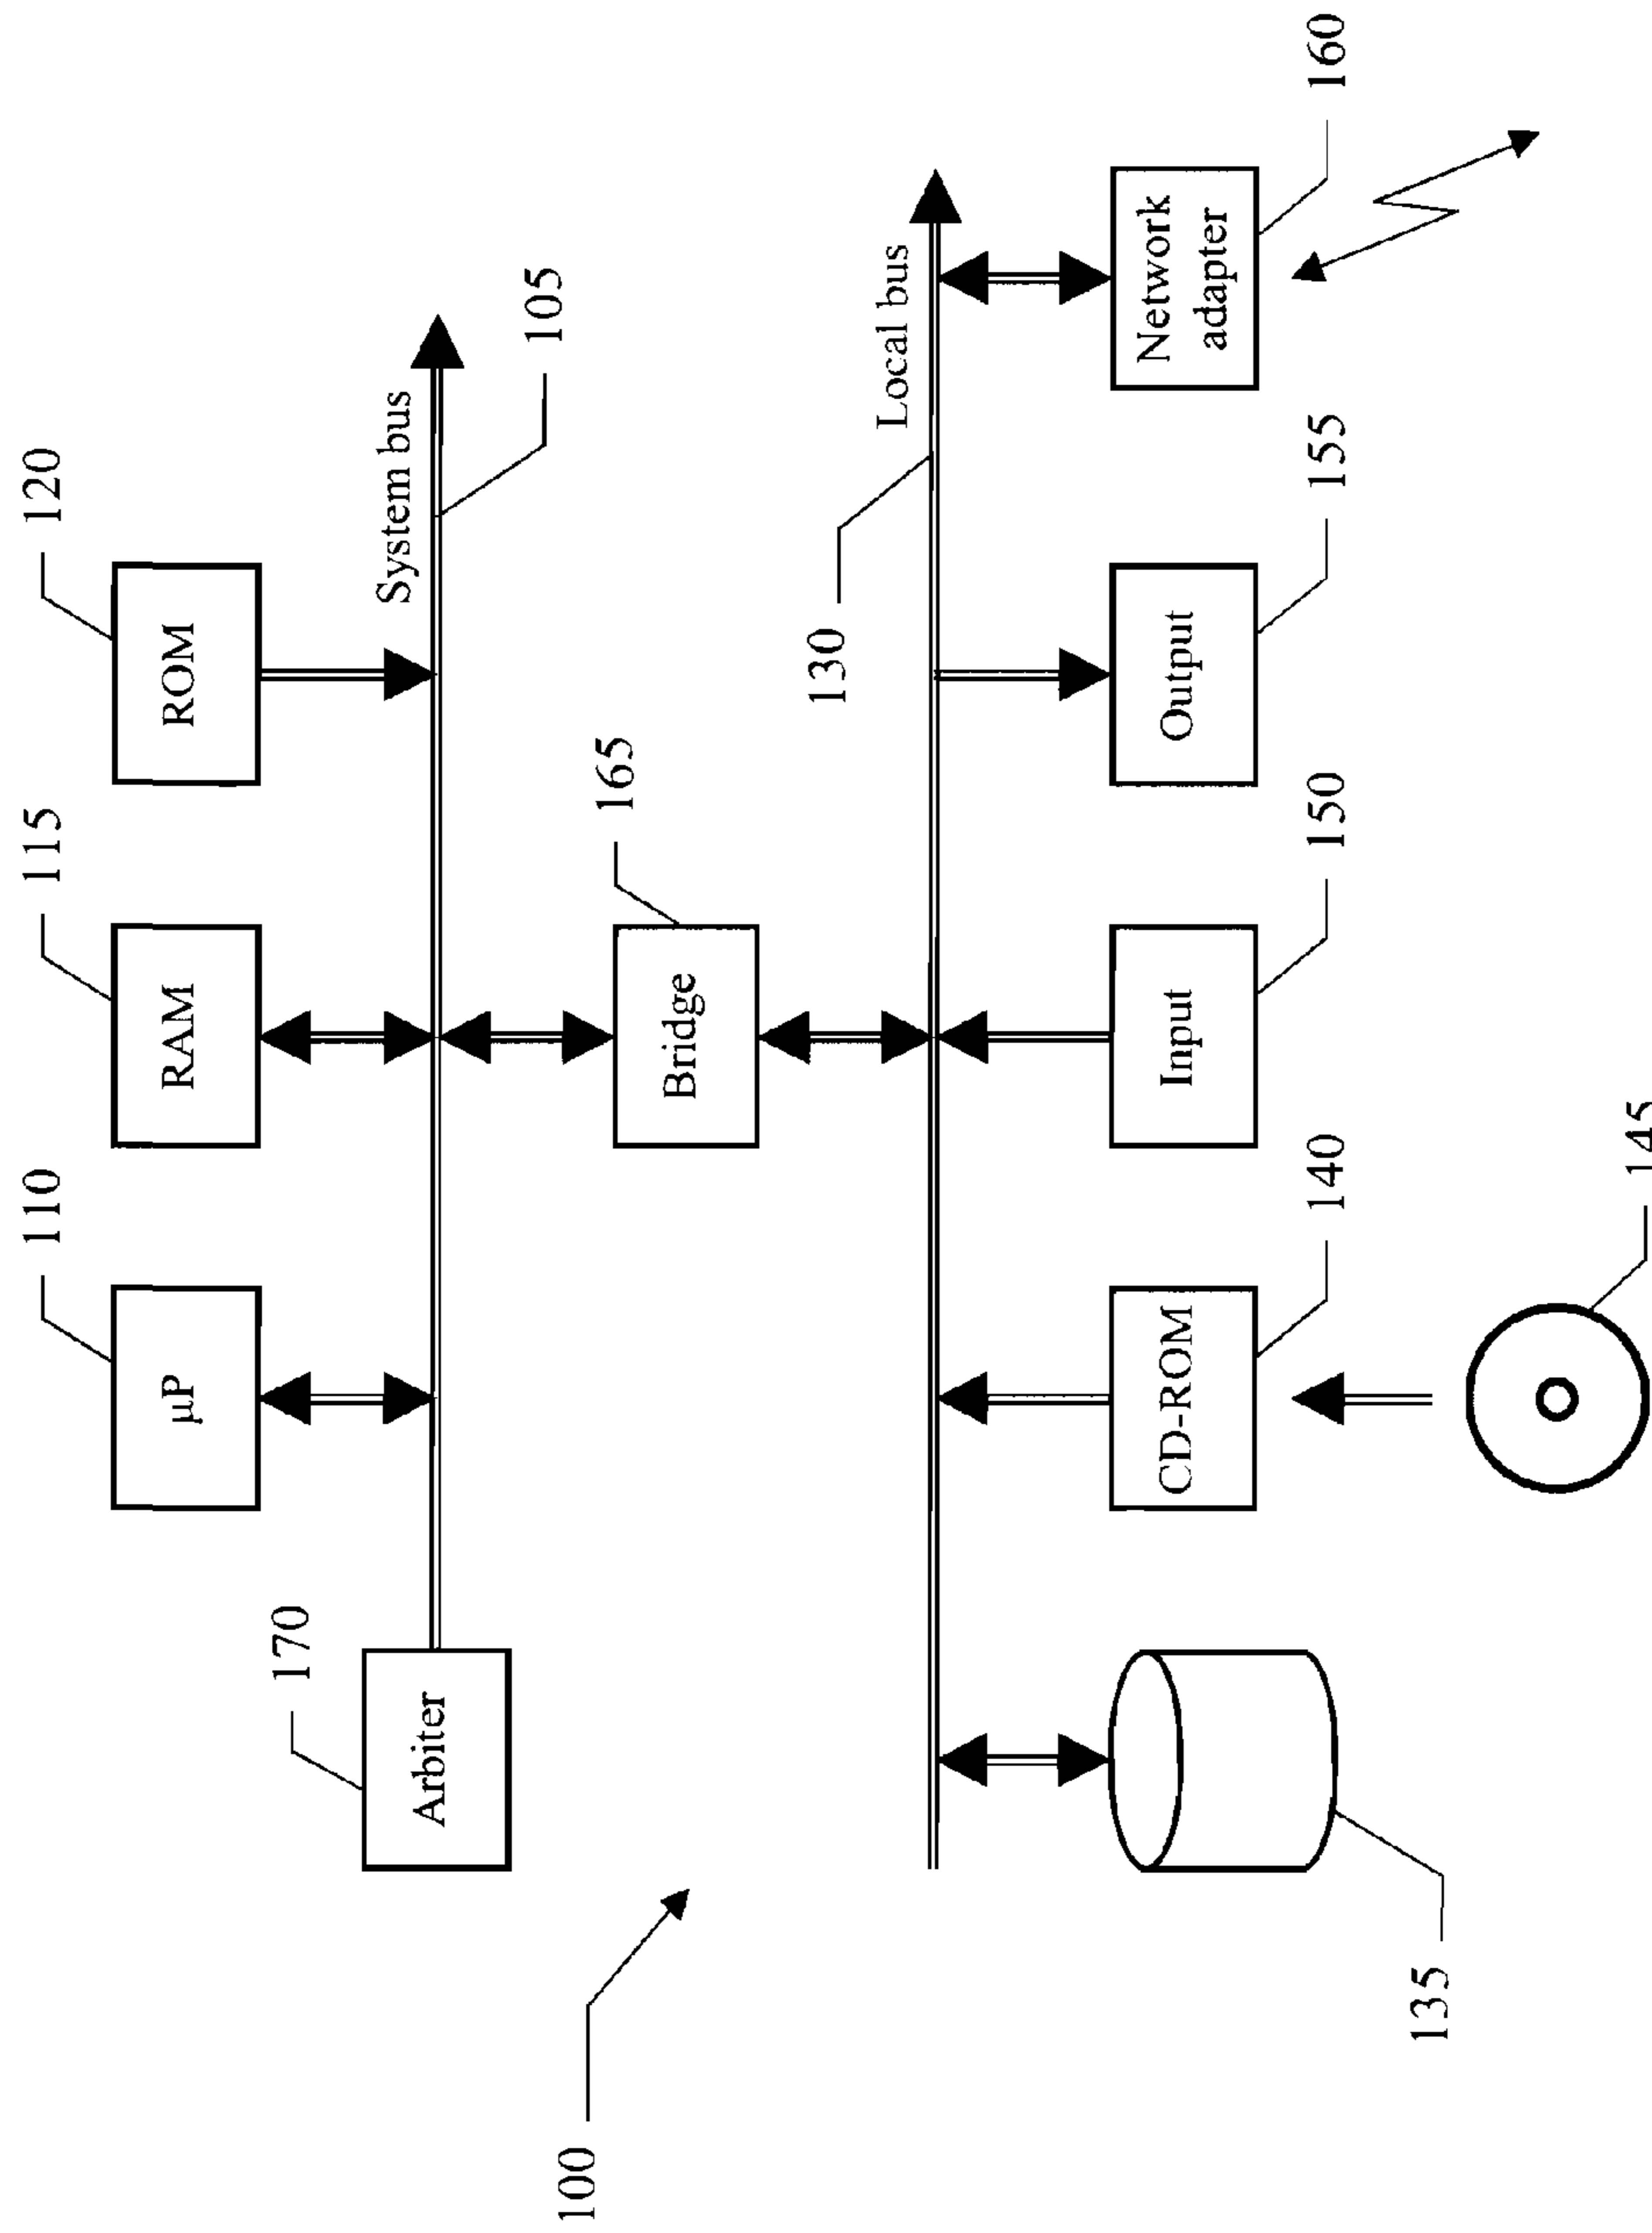 110
115
120
μP
RAM
ROM
170
Arbiter
System bus
105
100
165
Bridge
130
Local bus
CD-ROM
Input
Output
Network
adapter
140
150
155
160
135
145